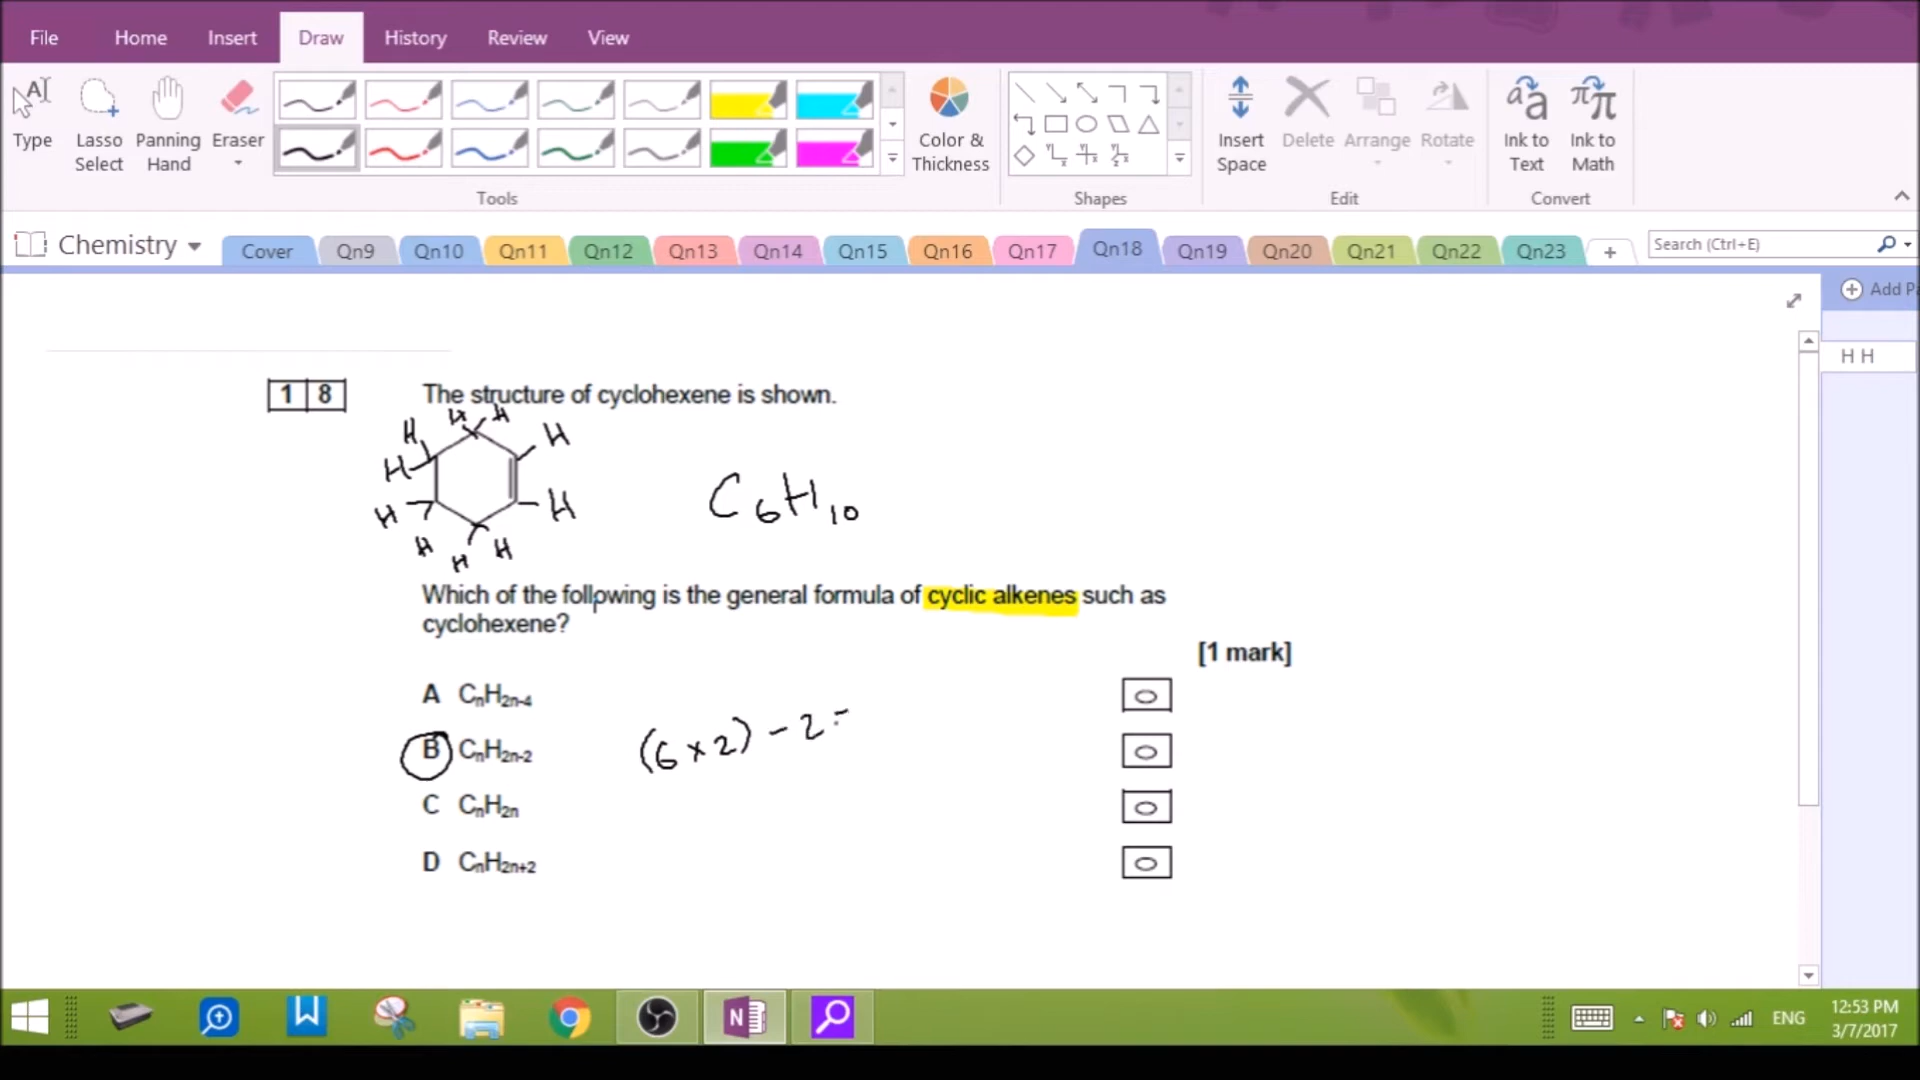 File Home Insert Draw History Review View
Type
Lasso Select
Panning Hand
Eraser
Color & Thickness
Insert Space
Delete
Arrange
Rotate
Ink to Text
Ink to Math
Tools Shapes Edit Convert
Chemistry Cover Qn9 Qn10 Qn11 Qn12 Qn13 Qn14 Qn15 Qn16 Qn17 Qn18 Qn19 Qn20 Qn21 Qn22 Qn23 + Search (Ctrl+E)
Add Pa
H H
1 8 The structure of cyclohexene is shown.
H H
H H
H
H H
H H
H
C6H10
Which of the following is the general formula of cyclic alkenes such as
cyclohexene?
[1 mark]
A CnH2n-4
B CnH2n-2 (6 × 2) - 2 =
C CnH2n
D CnH2n+2
ENG 12:53 PM
3/7/2017